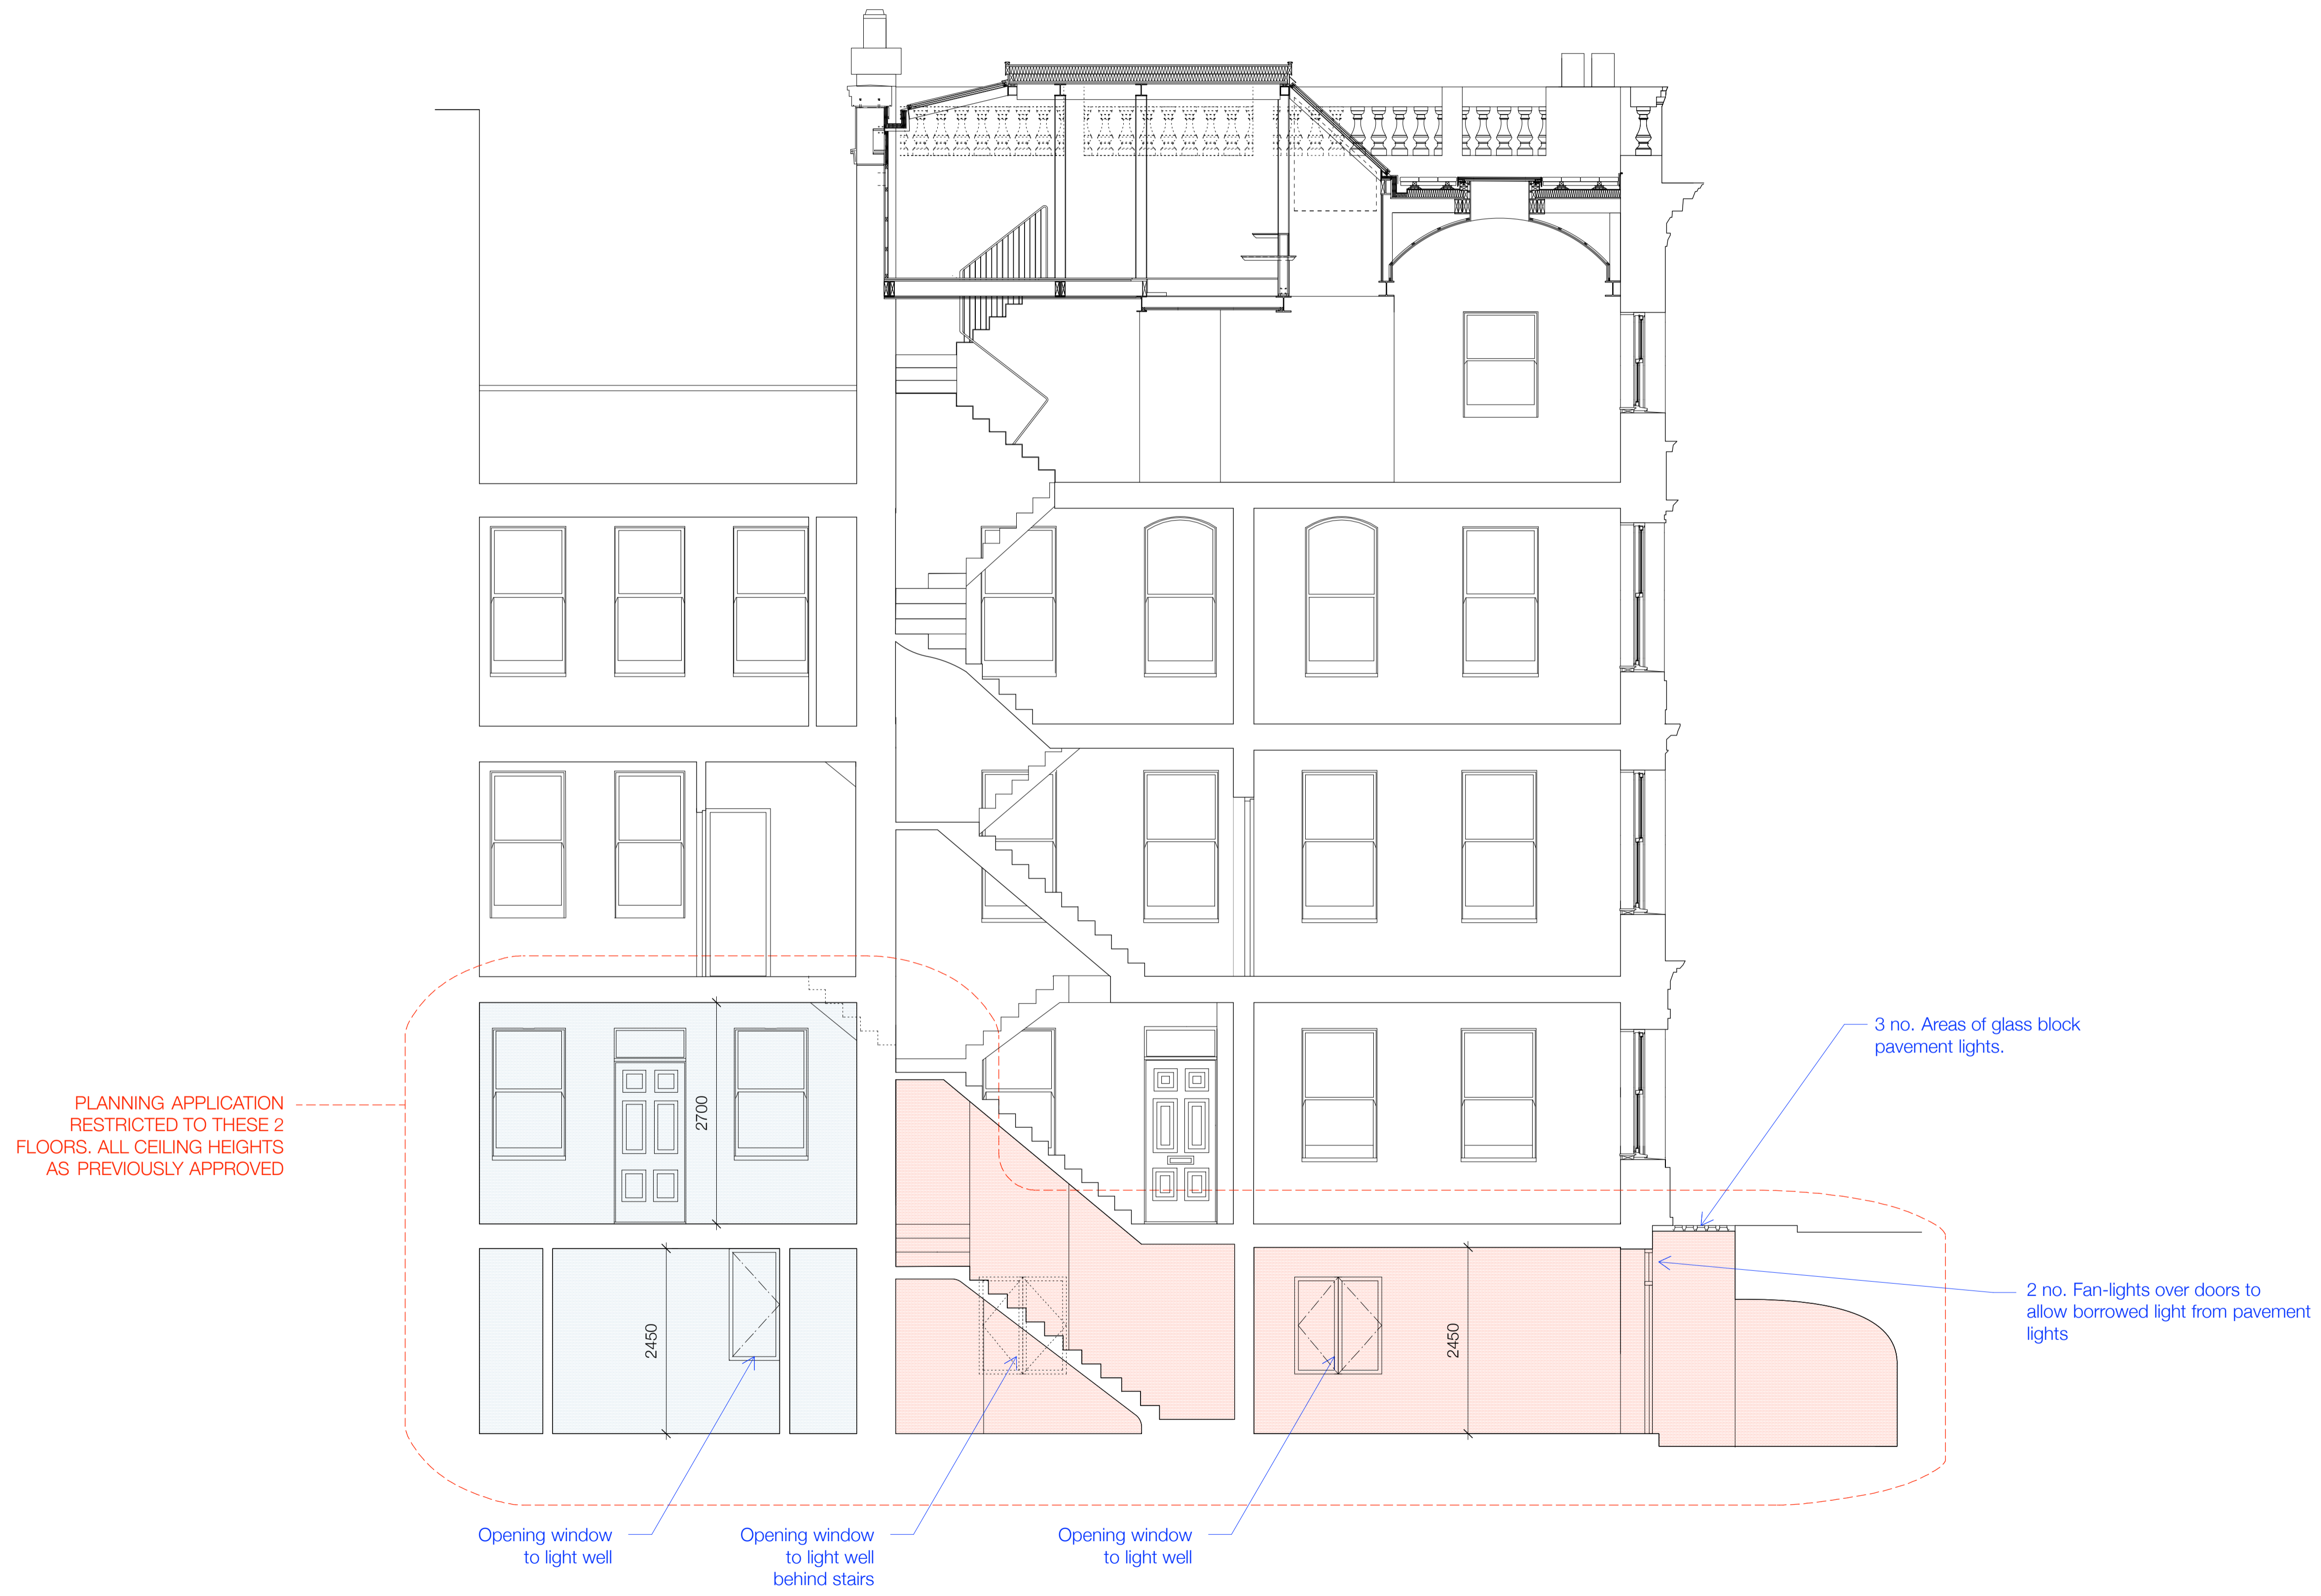 3 no. Areas of glass block
pavement lights.
PLANNING APPLICATION
RESTRICTED TO THESE 2
FLOORS. ALL CEILING HEIGHTS
AS PREVIOUSLY APPROVED
2700
2 no. Fan-lights over doors to
allow borrowed light from pavement
lights
2450
2450
Opening window
to light well
Opening window
to light well
behind stairs
Opening window
to light well